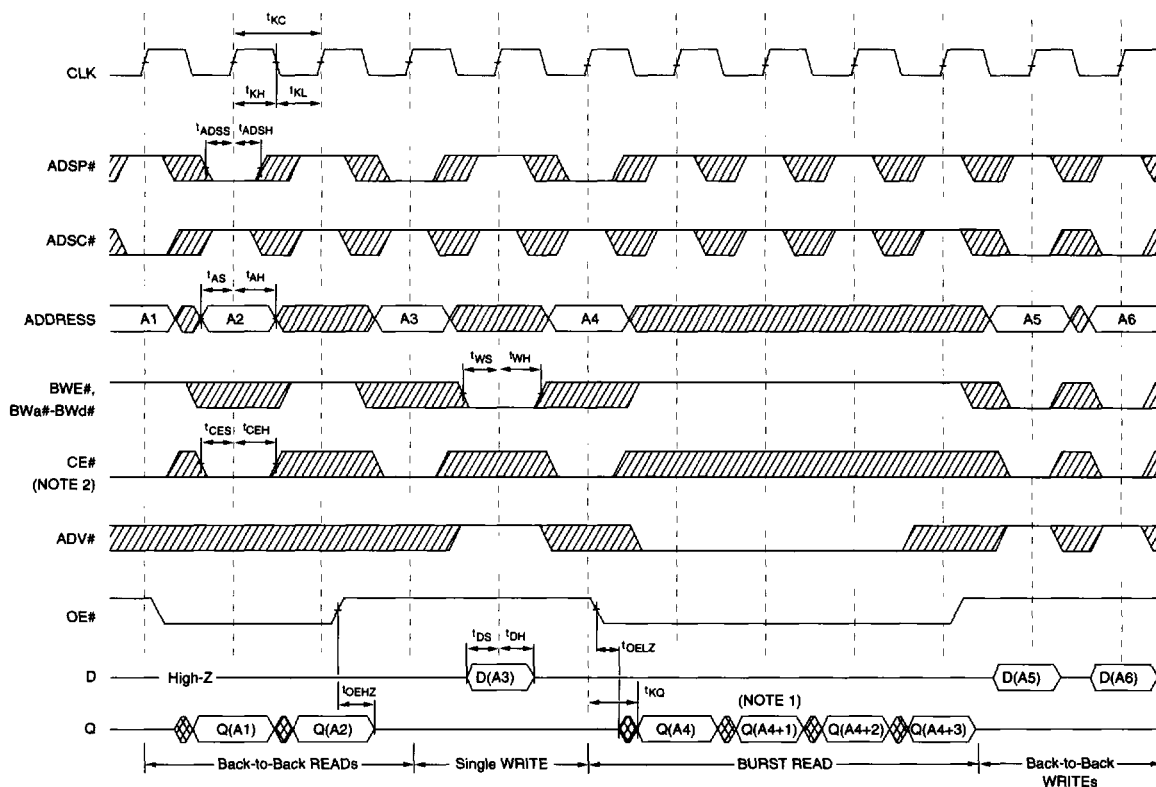 tKC
CLK
tKH
tKL
tADSS
tADSH
ADSP#
ADSC#
tAS
tAH
ADDRESS
A1
A2
A3
A4
A5
A6
tWS
tWH
BWE#,
BWa#-BWd#
tCES
tCEH
CE#
(NOTE 2)
ADV#
OE#
tDS
tDH
tOELZ
D
High-Z
D(A3)
D(A5)
D(A6)
tOEHZ
tKQ
(NOTE 1)
Q
Q(A1)
Q(A2)
Q(A4)
Q(A4+1)
Q(A4+2)
Q(A4+3)
Back-to-Back READs
Single WRITE
BURST READ
Back-to-Back
WRITEs